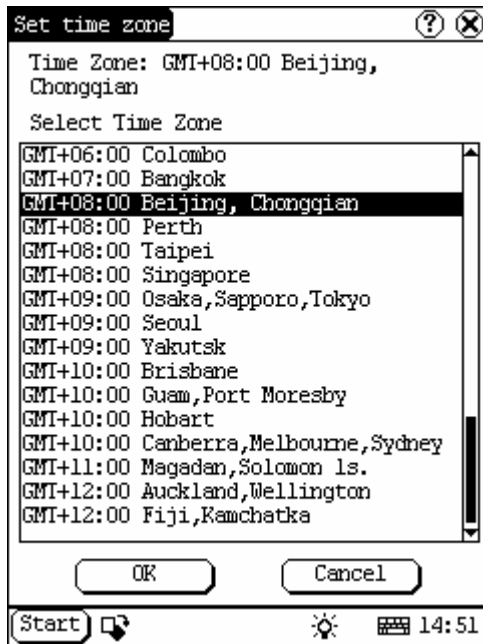 Set time zone ? X
Time Zone: GMT+08:00 Beijing,
Chongqian
Select Time Zone
GMT+06:00 Colombo
GMT+07:00 Bangkok
GMT+08:00 Beijing, Chongqian
GMT+08:00 Perth
GMT+08:00 Taipei
GMT+08:00 Singapore
GMT+09:00 Osaka,Sapporo,Tokyo
GMT+09:00 Seoul
GMT+09:00 Yakutsk
GMT+10:00 Brisbane
GMT+10:00 Guam,Port Moresby
GMT+10:00 Hobart
GMT+10:00 Canberra,Melbourne,Sydney
GMT+11:00 Magadan,Solomon ls.
GMT+12:00 Auckland,Wellington
GMT+12:00 Fiji,Kamchatka
OK Cancel
Start 14:51